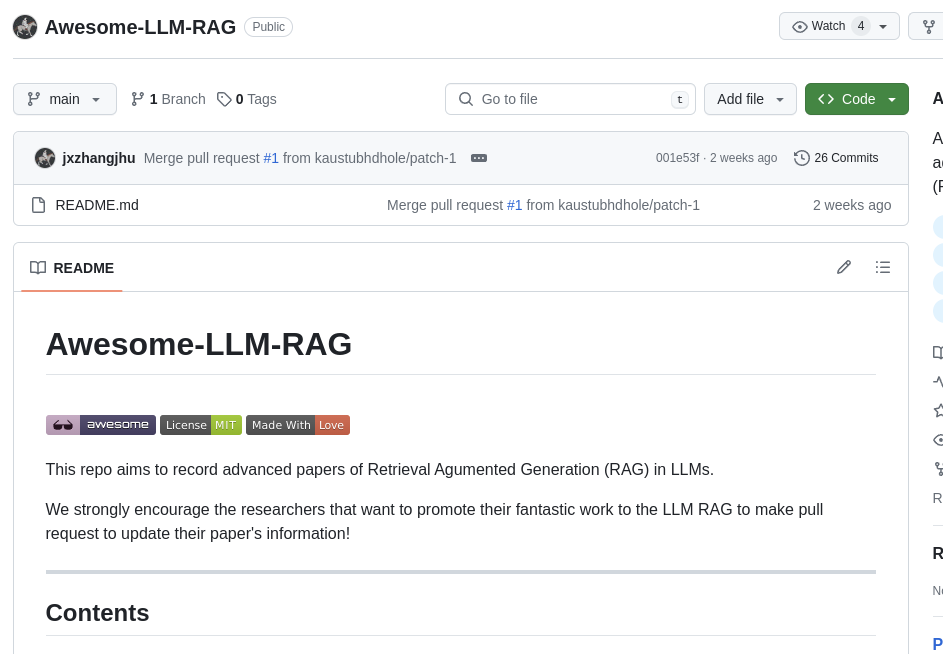 Awesome-LLM-RAG Public Watch 4
main 1 Branch 0 Tags Go to file t Add file Code
jxzhangjhu Merge pull request #1 from kaustubhdhole/patch-1 001e53f · 2 weeks ago 26 Commits
README.md Merge pull request #1 from kaustubhdhole/patch-1 2 weeks ago
README
Awesome-LLM-RAG
awesome License MIT Made With Love
This repo aims to record advanced papers of Retrieval Agumented Generation (RAG) in LLMs.
We strongly encourage the researchers that want to promote their fantastic work to the LLM RAG to make pull
request to update their paper's information!
Contents